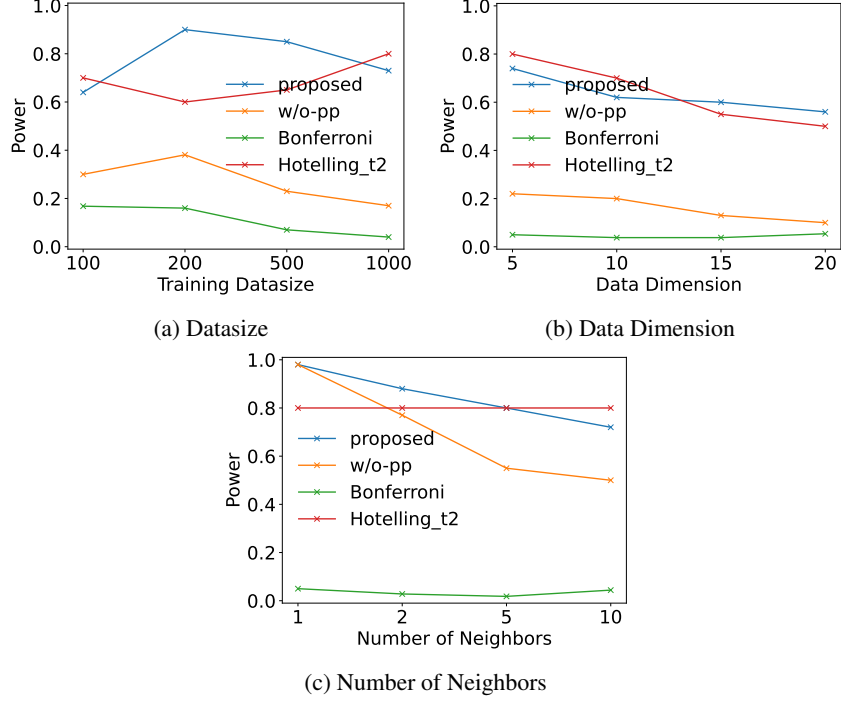 1.0
0.8
0.6
0.4
0.2
0.0
Power
proposed
w/o-pp
Bonferroni
Hotelling_t2
100 200 500 1000
Training Datasize
(a) Datasize
1.0
0.8
0.6
0.4
0.2
0.0
Power
proposed
w/o-pp
Bonferroni
Hotelling_t2
5 10 15 20
Data Dimension
(b) Data Dimension
1.0
0.8
0.6
0.4
0.2
0.0
Power
proposed
w/o-pp
Bonferroni
Hotelling_t2
1 2 5 10
Number of Neighbors
(c) Number of Neighbors